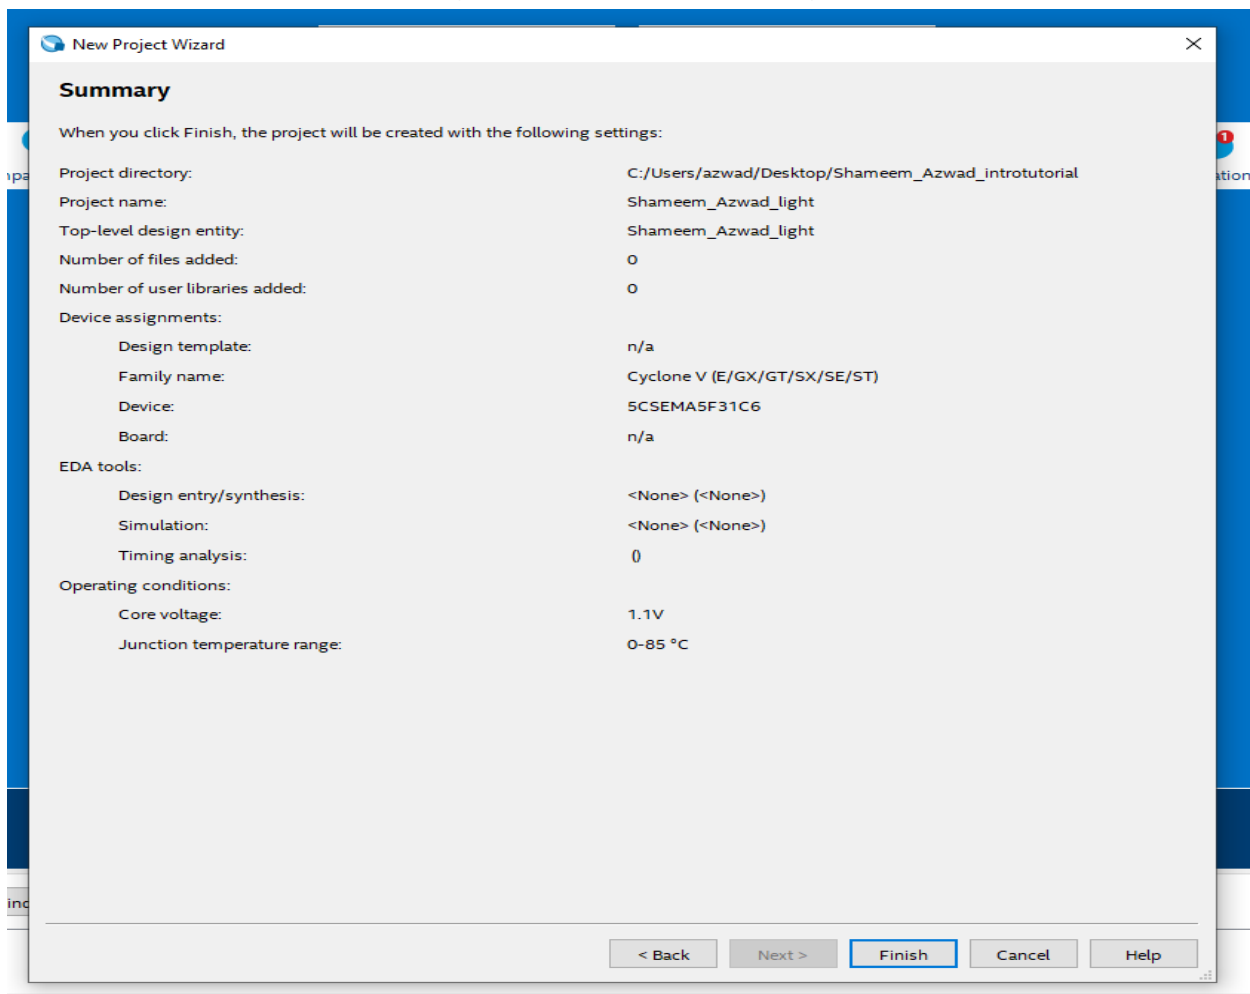 New Project Wizard
Summary
When you click Finish, the project will be created with the following settings:
Project directory: C:/Users/azwad/Desktop/Shameem_Azwad_introtutorial
Project name: Shameem_Azwad_light
Top-level design entity: Shameem_Azwad_light
Number of files added: 0
Number of user libraries added: 0
Device assignments:
Design template: n/a
Family name: Cyclone V (E/GX/GT/SX/SE/ST)
Device: 5CSEMA5F31C6
Board: n/a
EDA tools:
Design entry/synthesis: <None> (<None>)
Simulation: <None> (<None>)
Timing analysis: ()
Operating conditions:
Core voltage: 1.1V
Junction temperature range: 0-85 °C
< Back Next > Finish Cancel Help
1